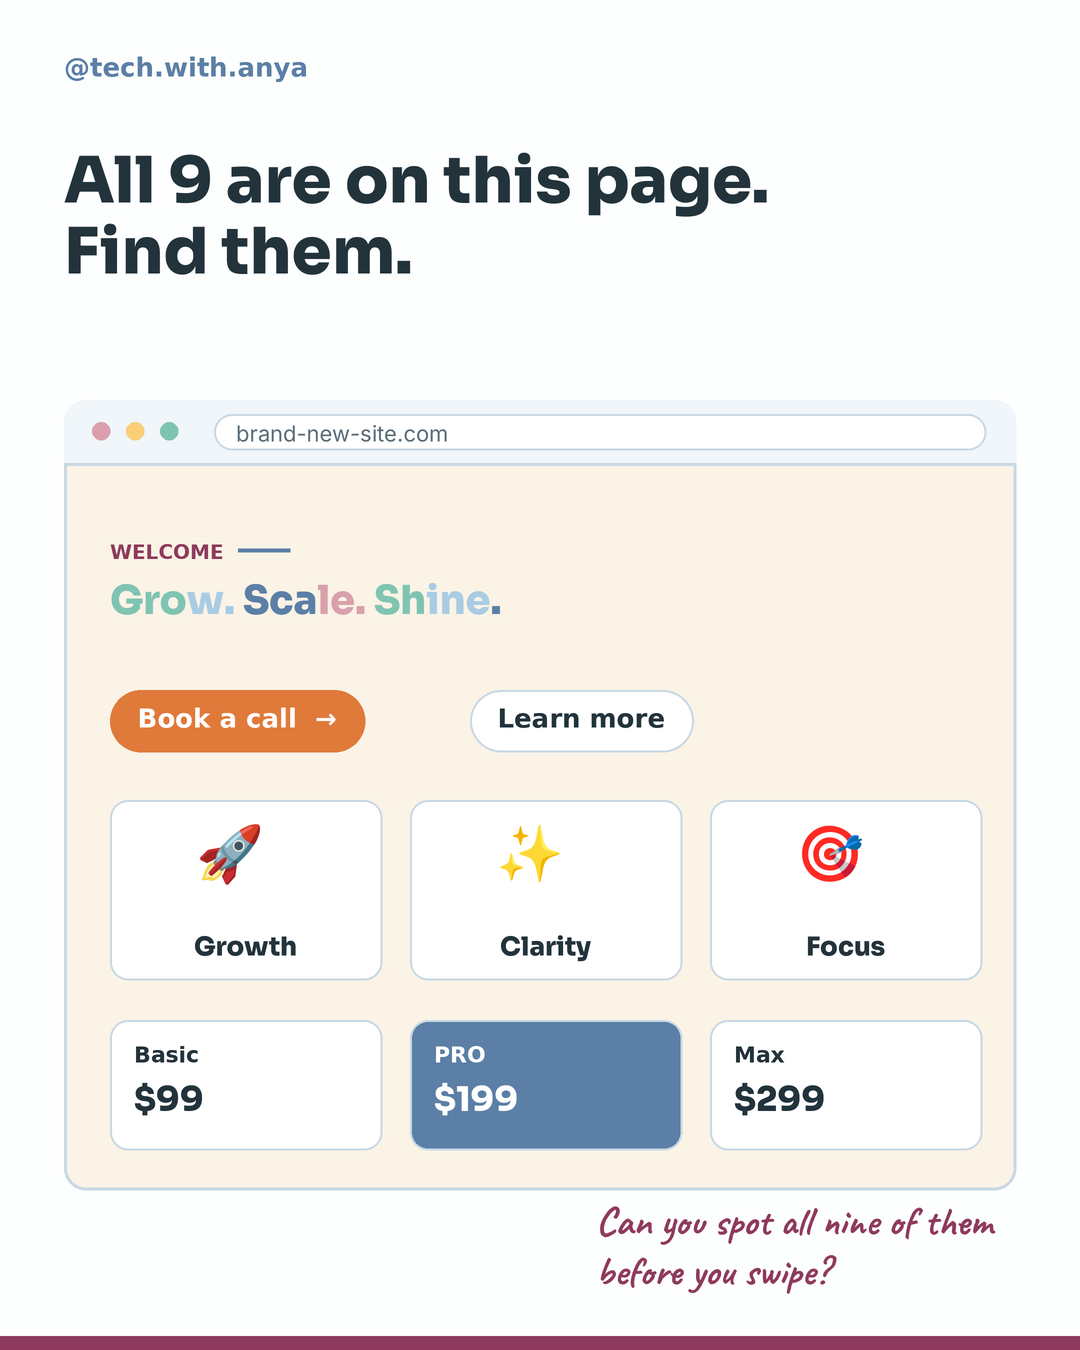 @tech.with.anya
All 9 are on this page.
Find them.
brand-new-site.com
WELCOME
Grow. Scale. Shine.
Book a call →
Learn more
Growth
Clarity
Focus
Basic
$99
PRO
$199
Max
$299
Can you spot all nine of them
before you swipe?